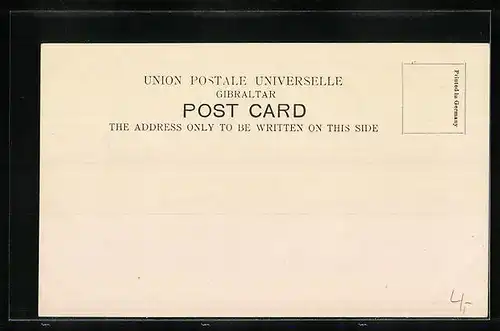 UNION POSTALE UNIVERSELLE
GIBRALTAR
POST CARD
THE ADDRESS ONLY TO BE WRITTEN ON THIS SIDE
Printed in Germany
4,-